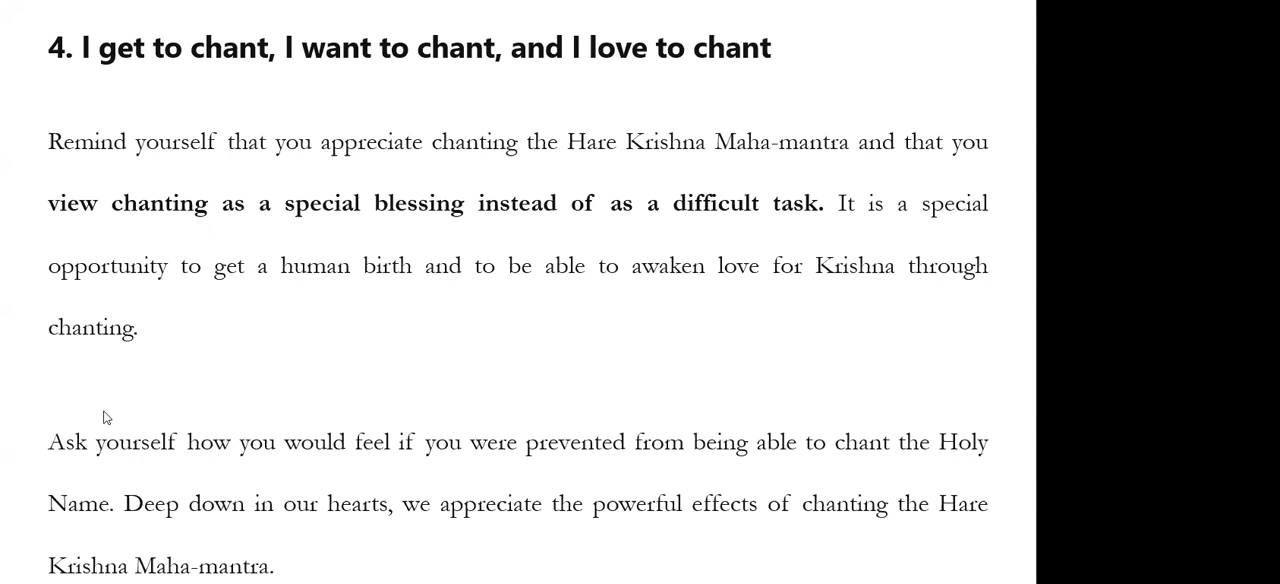 4. I get to chant, I want to chant, and I love to chant
Remind yourself that you appreciate chanting the Hare Krishna Maha-mantra and that you
view chanting as a special blessing instead of as a difficult task. It is a special
opportunity to get a human birth and to be able to awaken love for Krishna through
chanting.
Ask yourself how you would feel if you were prevented from being able to chant the Holy
Name. Deep down in our hearts, we appreciate the powerful effects of chanting the Hare
Krishna Maha-mantra.